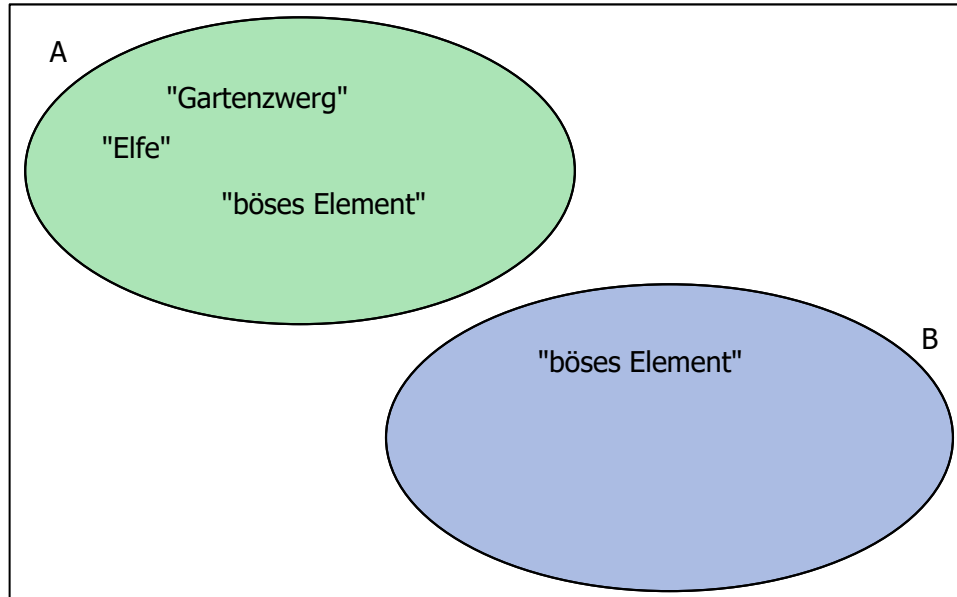 A
"Gartenzwerg"
"Elfe"
"böses Element"
B
"böses Element"